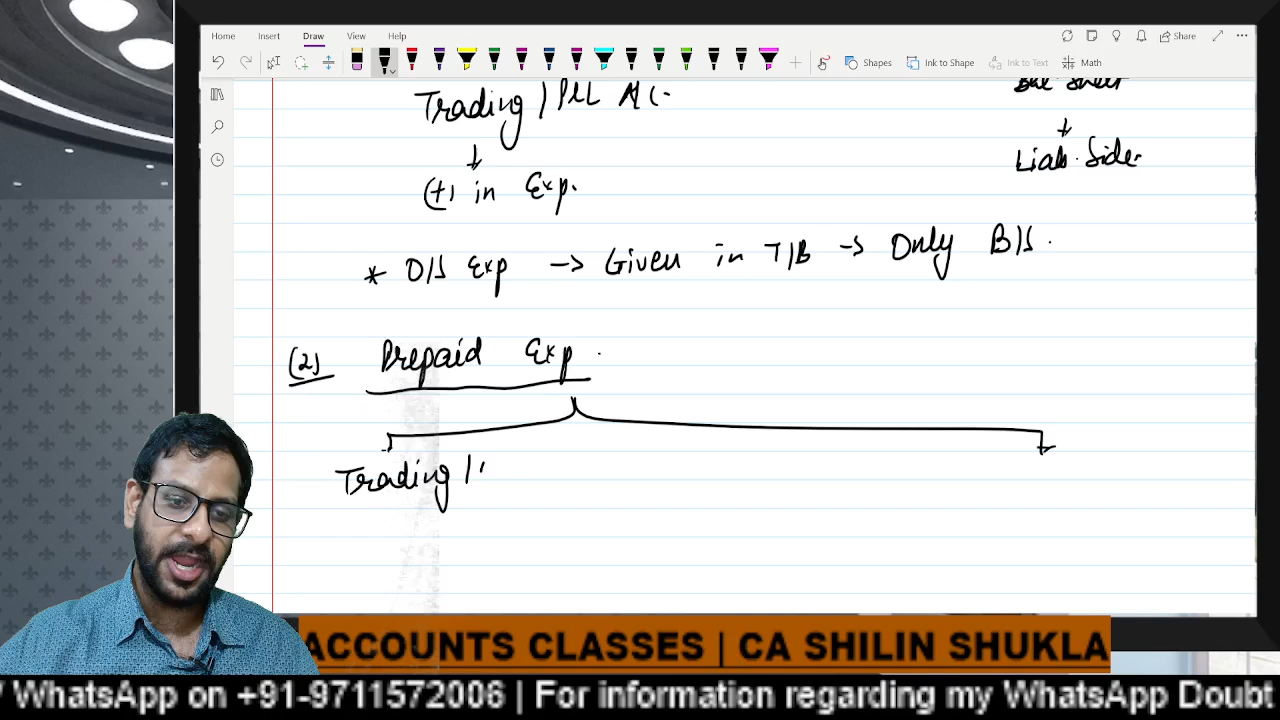 Home Insert Draw View Help Share
Shapes Ink to Shape Ink to Text Math
Trading | P&L A/C.
(+) in Exp.
Bal Sheet
Liab. Side
* O/S Exp -> Given in T/B -> Only B/S.
(2) Prepaid Exp.
Trading |
ACCOUNTS CLASSES | CA SHILIN SHUKLA
WhatsApp on +91-9711572006 | For information regarding my WhatsApp Doubt